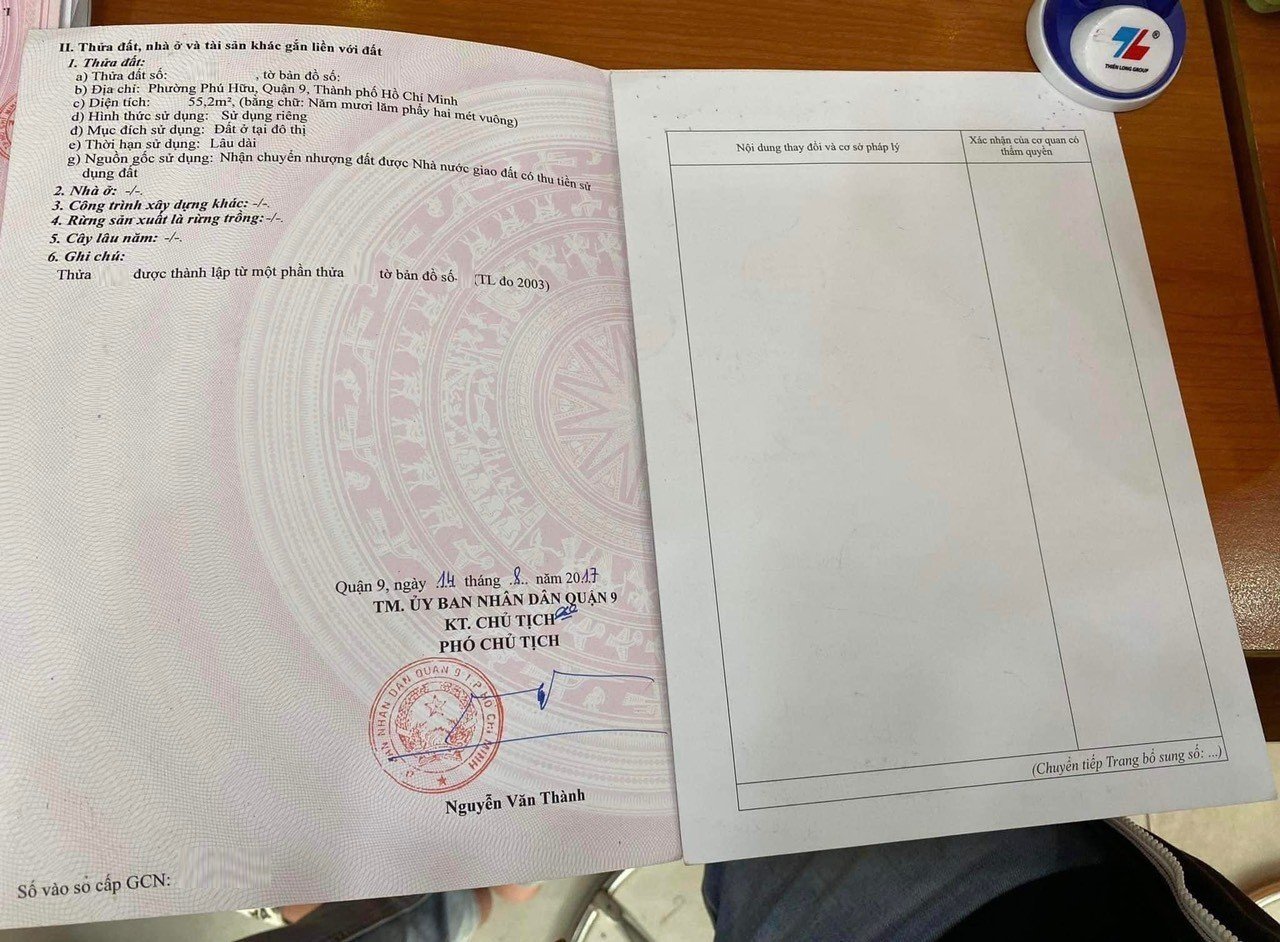 II. Thửa đất, nhà ở và tài sản khác gắn liền với đất
1. Thửa đất:
a) Thửa đất số: , tờ bản đồ số:
b) Địa chỉ: Phường Phú Hữu, Quận 9, Thành phố Hồ Chí Minh
c) Diện tích: 55,2m², (bằng chữ: Năm mươi lăm phẩy hai mét vuông)
d) Hình thức sử dụng: Sử dụng riêng
đ) Mục đích sử dụng: Đất ở tại đô thị
e) Thời hạn sử dụng: Lâu dài
g) Nguồn gốc sử dụng: Nhận chuyển nhượng đất được Nhà nước giao đất có thu tiền sử
dụng đất
2. Nhà ở: -/-.
3. Công trình xây dựng khác: -/-.
4. Rừng sản xuất là rừng trồng: -/-.
5. Cây lâu năm: -/-.
6. Ghi chú:
Thửa được thành lập từ một phần thửa tờ bản đồ số (TL đo 2003)
Quận 9, ngày 14 tháng 8 năm 2017
TM. ỦY BAN NHÂN DÂN QUẬN 9
KT. CHỦ TỊCH
PHÓ CHỦ TỊCH
BAN NHÂN DÂN QUẬN 9 T.P HỒ CHÍ MINH
Nguyễn Văn Thành
Số vào sổ cấp GCN:
Nội dung thay đổi và cơ sở pháp lý
Xác nhận của cơ quan có
thẩm quyền
(Chuyển tiếp Trang bổ sung số: ...)
TL
®
THIÊN LONG GROUP